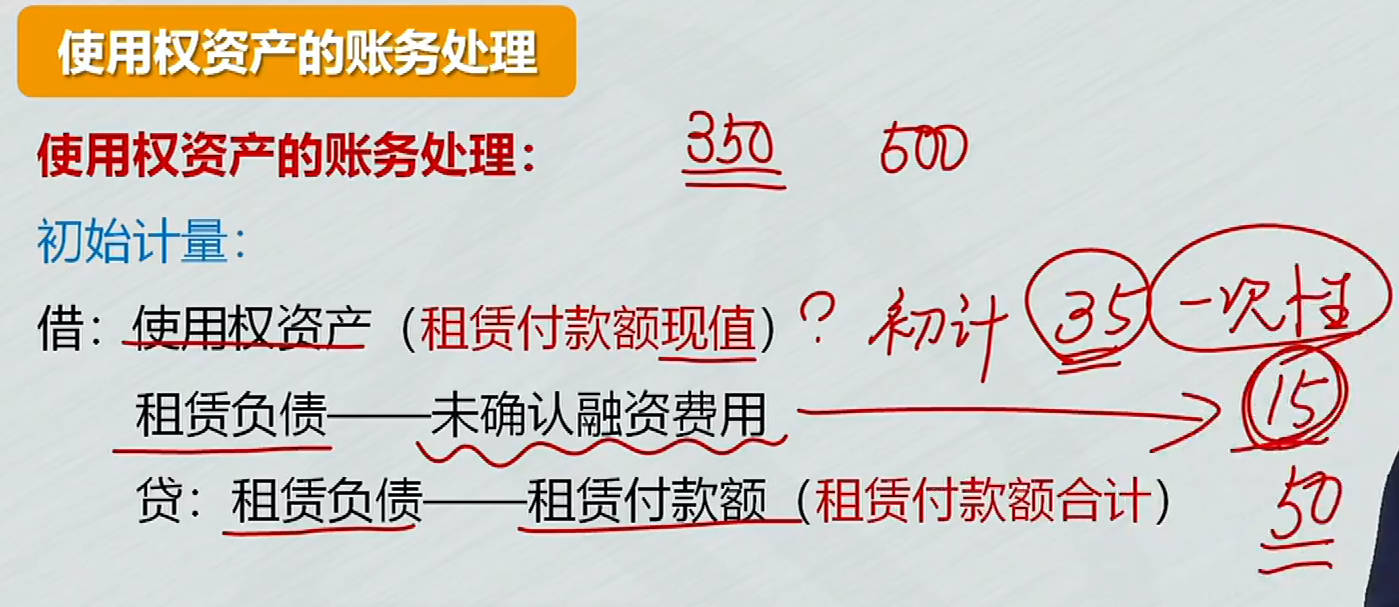 使用权资产的账务处理
使用权资产的账务处理： 350 500
初始计量：
借：使用权资产（租赁付款额现值）？ 初计 35 一次性
租赁负债——未确认融资费用 15
贷：租赁负债——租赁付款额（租赁付款额合计） 50